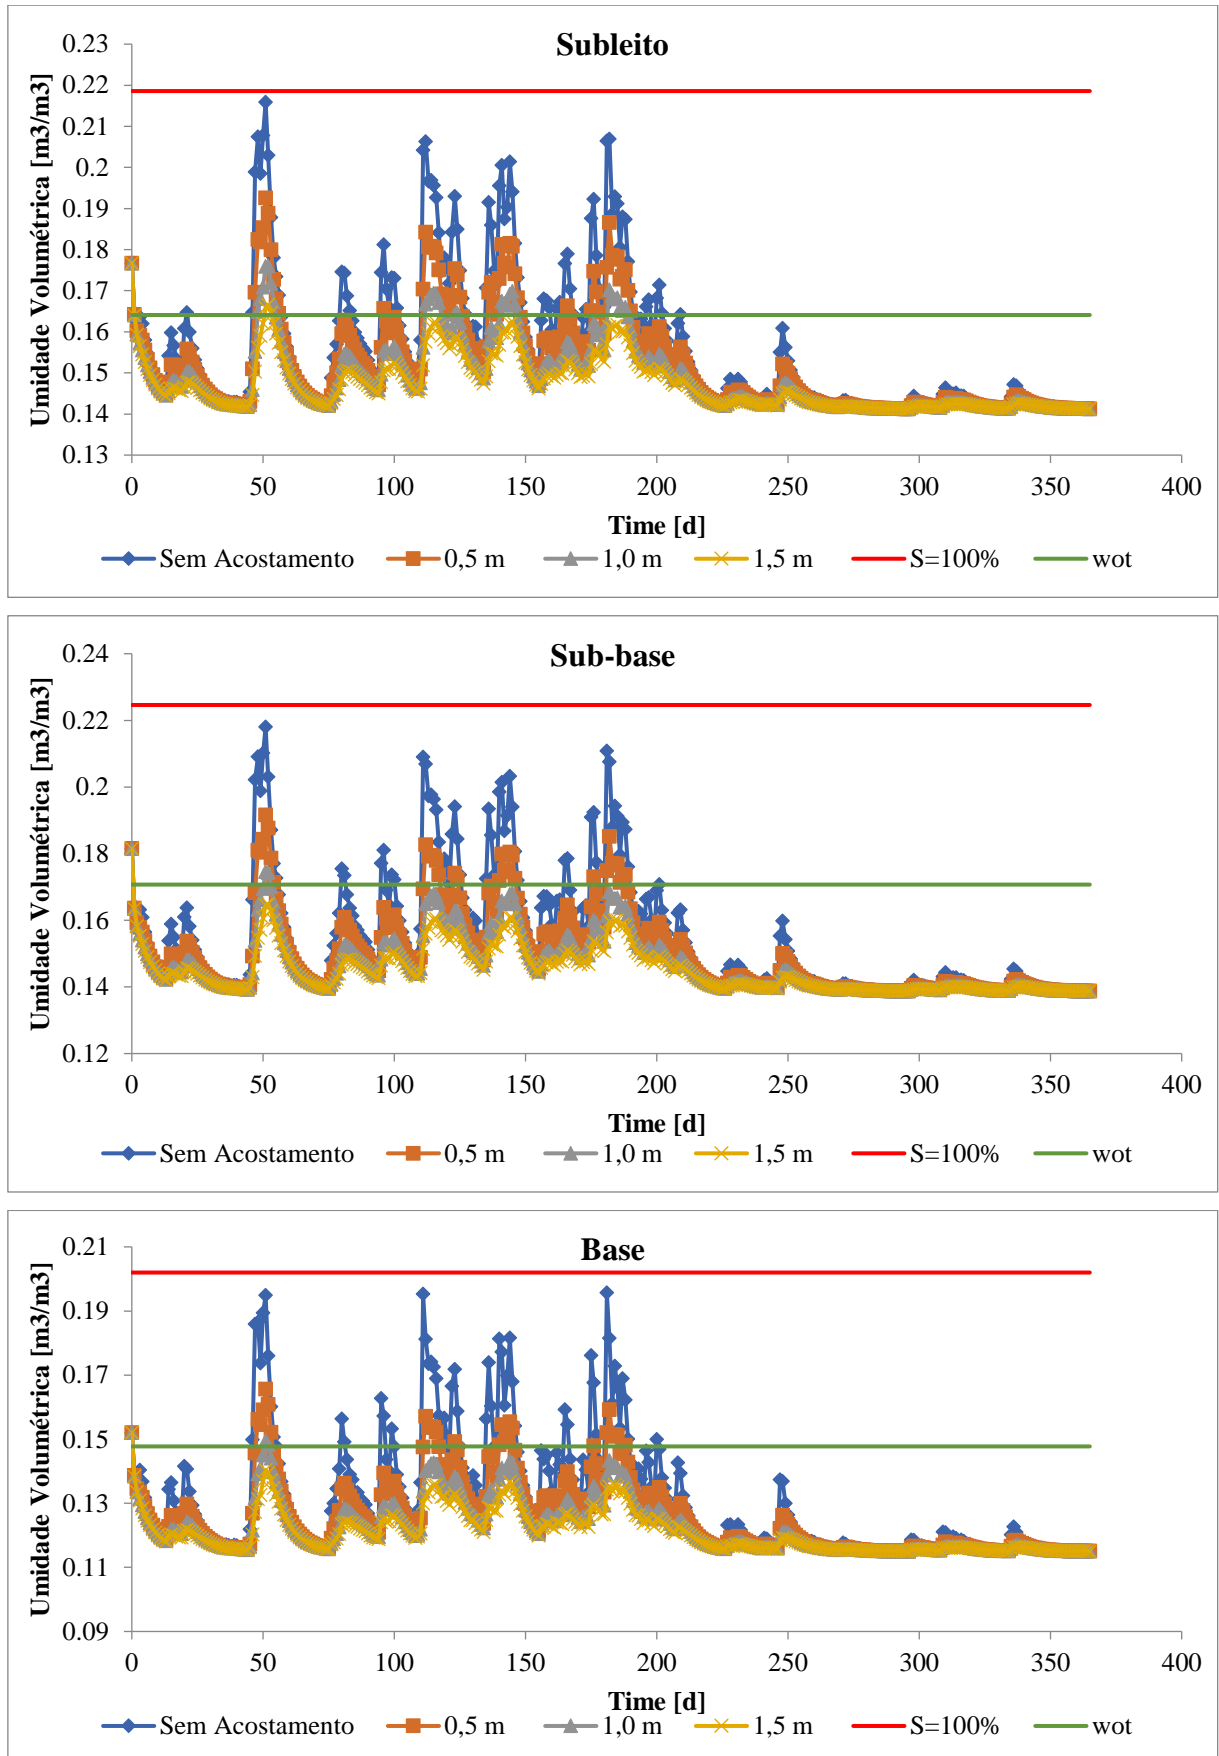 Subleito
Umidade Volumétrica [m3/m3]
0.23
0.22
0.21
0.2
0.19
0.18
0.17
0.16
0.15
0.14
0.13
0 50 100 150 200 250 300 350 400
Time [d]
Sem Acostamento 0,5 m 1,0 m 1,5 m S=100% wot
Sub-base
Umidade Volumétrica [m3/m3]
0.24
0.22
0.2
0.18
0.16
0.14
0.12
0 50 100 150 200 250 300 350 400
Time [d]
Sem Acostamento 0,5 m 1,0 m 1,5 m S=100% wot
Base
Umidade Volumétrica [m3/m3]
0.21
0.19
0.17
0.15
0.13
0.11
0.09
0 50 100 150 200 250 300 350 400
Time [d]
Sem Acostamento 0,5 m 1,0 m 1,5 m S=100% wot